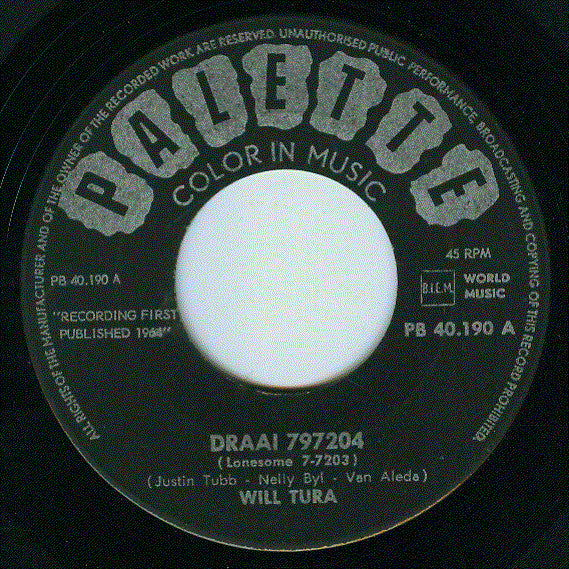 ALL RIGHTS OF THE MANUFACTURER AND OF THE OWNER OF THE RECORDED WORK ARE RESERVED. UNAUTHORISED PUBLIC PERFORMANCE, BROADCASTING AND COPYING OF THIS RECORD PROHIBITED.
PALETTE
COLOR IN MUSIC
45 RPM
PB 40.190 A
B.I.E.M.
WORLD
MUSIC
"RECORDING FIRST
PUBLISHED 1964"
PB 40.190 A
DRAAI 797204
(Lonesome 7-7203)
(Justin Tubb - Nelly Byl - Van Aleda)
WILL TURA